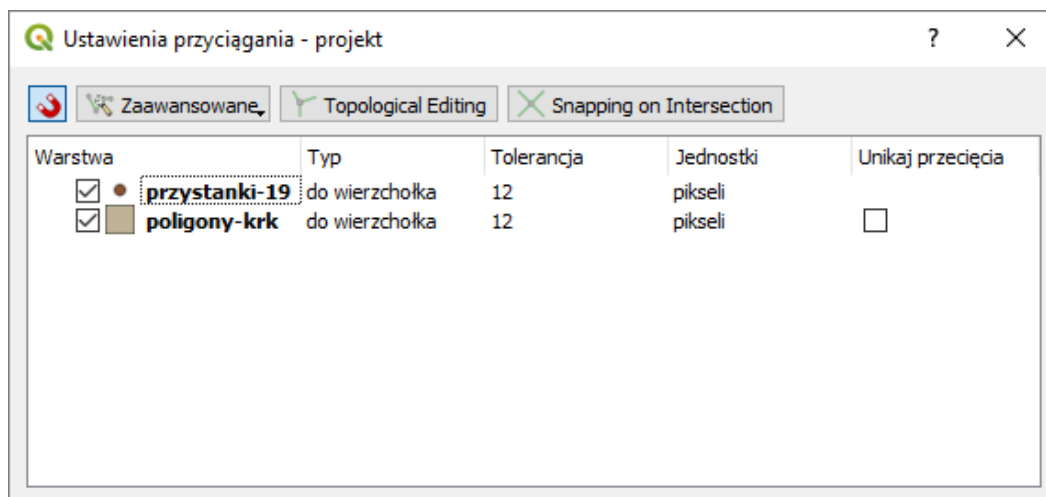 Ustawienia przyciągania - projekt ?
Zaawansowane Topological Editing Snapping on Intersection
Warstwa Typ Tolerancja Jednostki Unikaj przecięcia
przystanki-19 do wierzchołka 12 pikseli
poligony-krk do wierzchołka 12 pikseli